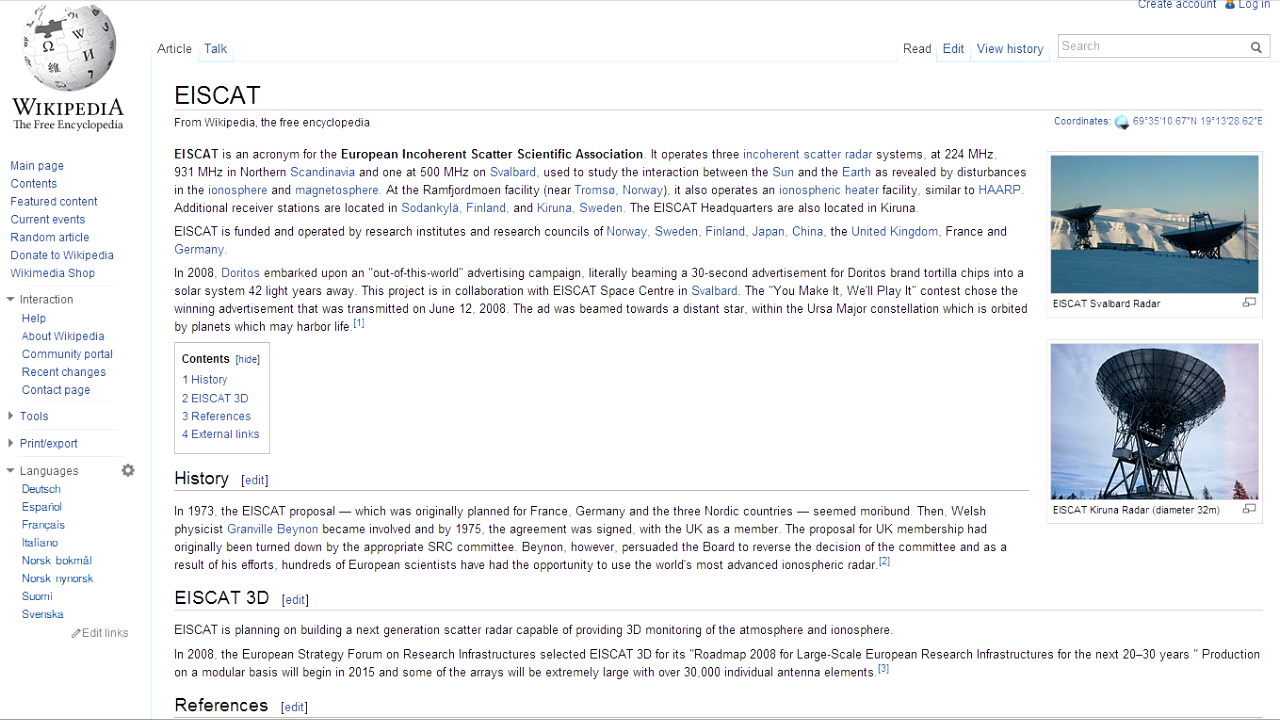 Create account Log in
WIKIPEDIA
The Free Encyclopedia
Article Talk Read Edit View history Search
EISCAT
From Wikipedia, the free encyclopedia
Coordinates: 69°35′10.67″N 19°13′28.62″E
Main page
Contents
Featured content
Current events
Random article
Donate to Wikipedia
Wikimedia Shop
Interaction
Help
About Wikipedia
Community portal
Recent changes
Contact page
Tools
Print/export
Languages
Deutsch
Español
Français
Italiano
Norsk bokmål
Norsk nynorsk
Suomi
Svenska
Edit links
EISCAT is an acronym for the European Incoherent Scatter Scientific Association. It operates three incoherent scatter radar systems, at 224 MHz,
931 MHz in Northern Scandinavia and one at 500 MHz on Svalbard, used to study the interaction between the Sun and the Earth as revealed by disturbances
in the ionosphere and magnetosphere. At the Ramfjordmoen facility (near Tromsø, Norway), it also operates an ionospheric heater facility, similar to HAARP.
Additional receiver stations are located in Sodankylä, Finland, and Kiruna, Sweden. The EISCAT Headquarters are also located in Kiruna.
EISCAT is funded and operated by research institutes and research councils of Norway, Sweden, Finland, Japan, China, the United Kingdom, France and
Germany.
In 2008, Doritos embarked upon an "out-of-this-world" advertising campaign, literally beaming a 30-second advertisement for Doritos brand tortilla chips into a
solar system 42 light years away. This project is in collaboration with EISCAT Space Centre in Svalbard. The "You Make It, We'll Play It" contest chose the
winning advertisement that was transmitted on June 12, 2008. The ad was beamed towards a distant star, within the Ursa Major constellation which is orbited
by planets which may harbor life.[1]
EISCAT Svalbard Radar
EISCAT Kiruna Radar (diameter 32m)
Contents [hide]
1 History
2 EISCAT 3D
3 References
4 External links
History [edit]
In 1973, the EISCAT proposal — which was originally planned for France, Germany and the three Nordic countries — seemed moribund. Then, Welsh
physicist Granville Beynon became involved and by 1975, the agreement was signed, with the UK as a member. The proposal for UK membership had
originally been turned down by the appropriate SRC committee. Beynon, however, persuaded the Board to reverse the decision of the committee and as a
result of his efforts, hundreds of European scientists have had the opportunity to use the world's most advanced ionospheric radar.[2]
EISCAT 3D [edit]
EISCAT is planning on building a next generation scatter radar capable of providing 3D monitoring of the atmosphere and ionosphere.
In 2008, the European Strategy Forum on Research Infrastructures selected EISCAT 3D for its "Roadmap 2008 for Large-Scale European Research Infrastructures for the next 20–30 years." Production
on a modular basis will begin in 2015 and some of the arrays will be extremely large with over 30,000 individual antenna elements.[3]
References [edit]